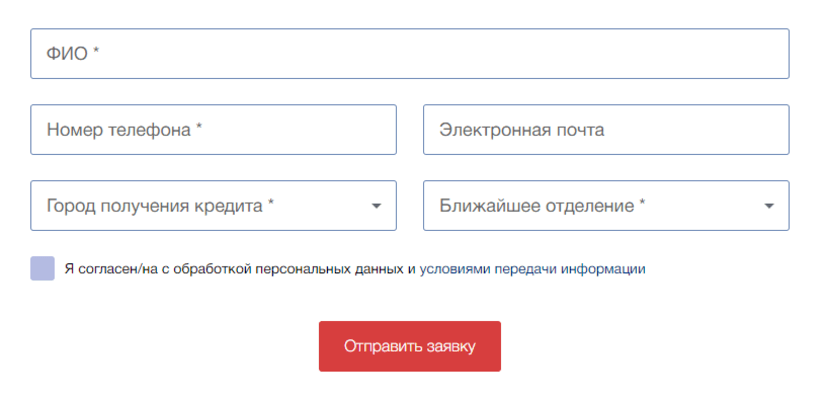 ФИО *
Номер телефона *
Электронная почта
Город получения кредита *
Ближайшее отделение *
Я согласен/на с обработкой персональных данных и условиями передачи информации
Отправить заявку